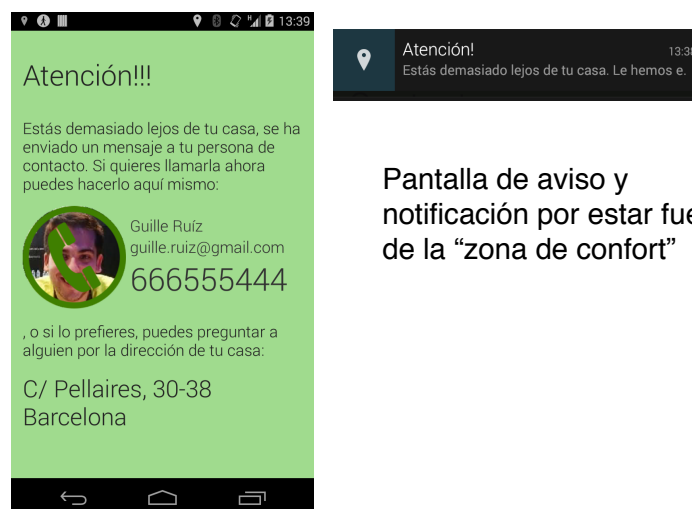 13:39
Atención!!!
Estás demasiado lejos de tu casa, se ha
enviado un mensaje a tu persona de
contacto. Si quieres llamarla ahora
puedes hacerlo aquí mismo:
Guille Ruíz
guille.ruiz@gmail.com
666555444
, o si lo prefieres, puedes preguntar a
alguien por la dirección de tu casa:
C/ Pellaires, 30-38
Barcelona
Atención!
13:38
Estás demasiado lejos de tu casa. Le hemos e.
Pantalla de aviso y
notificación por estar fue
de la “zona de confort”